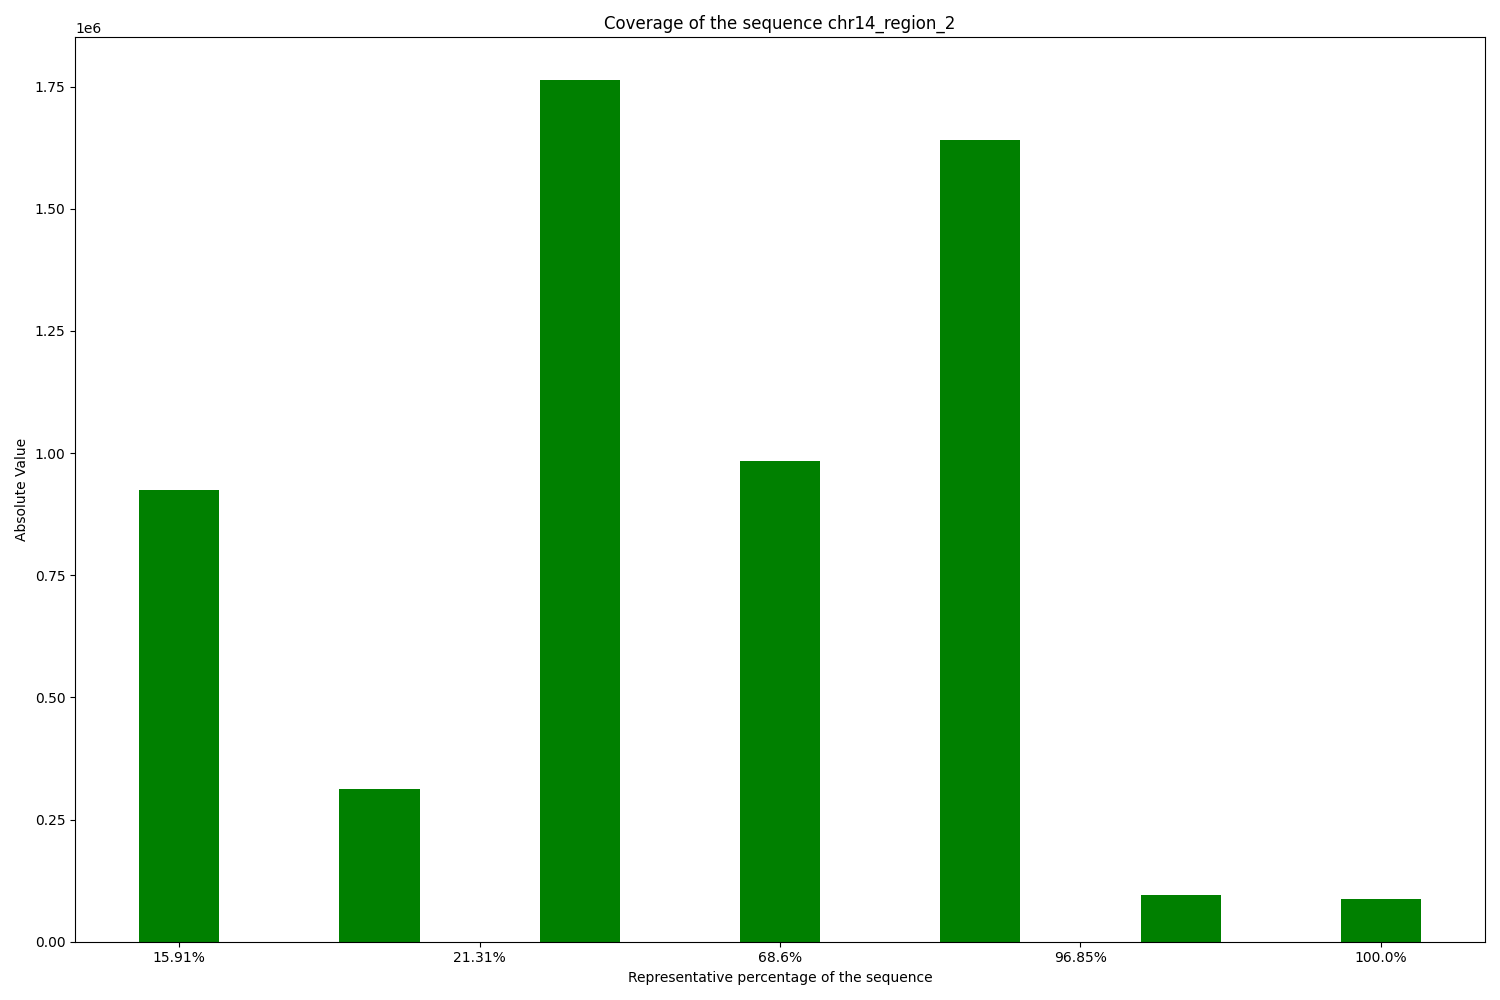 Coverage of the sequence chr14_region_2
1e6
1.75
1.50
1.25
1.00
0.75
0.50
0.25
0.00
Absolute Value
15.91% 21.31% 68.6% 96.85% 100.0%
Representative percentage of the sequence